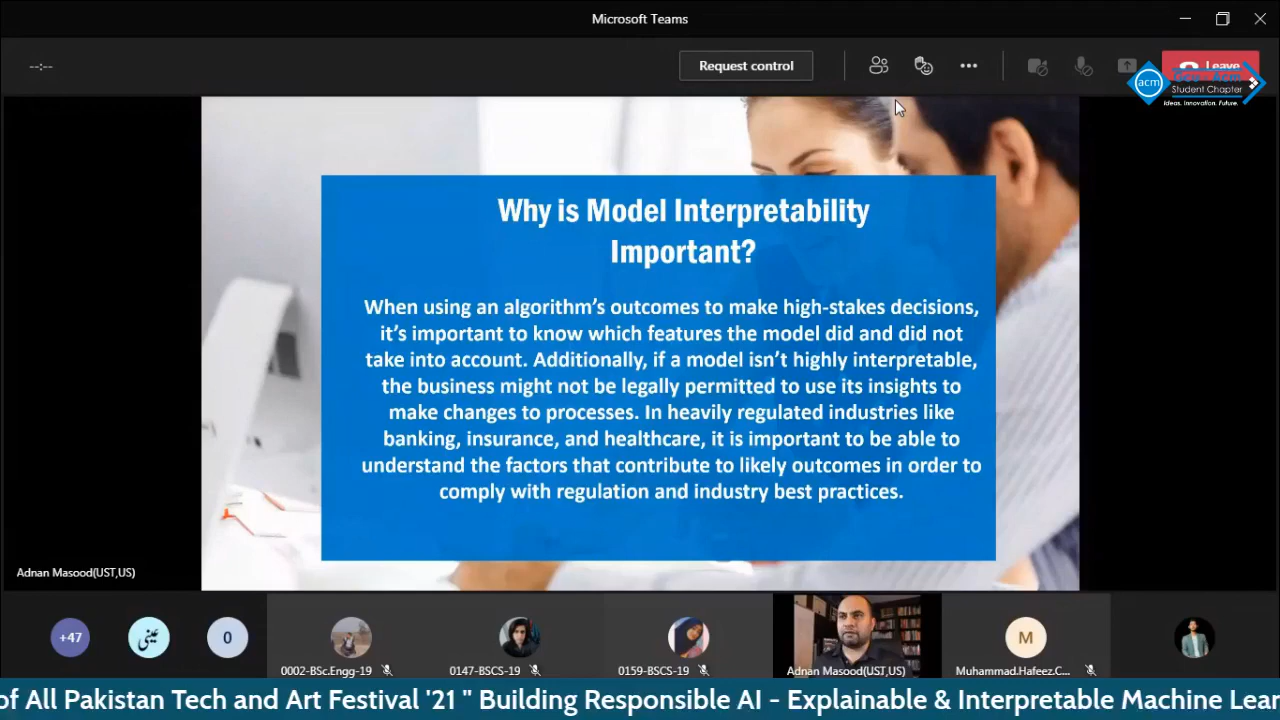 Microsoft Teams
--:--
Request control
Leave
acm
Student Chapter
Ideas. Innovation. Future.
Why is Model Interpretability
Important?
When using an algorithm's outcomes to make high-stakes decisions,
it's important to know which features the model did and did not
take into account. Additionally, if a model isn't highly interpretable,
the business might not be legally permitted to use its insights to
make changes to processes. In heavily regulated industries like
banking, insurance, and healthcare, it is important to be able to
understand the factors that contribute to likely outcomes in order to
comply with regulation and industry best practices.
Adnan Masood(UST,US)
+47
عینی
0
M
0002-BSc.Engg-19
0147-BSCS-19
0159-BSCS-19
Adnan Masood(UST,US)
Muhammad.Hafeez.C...
of All Pakistan Tech and Art Festival '21 " Building Responsible AI - Explainable & Interpretable Machine Lear